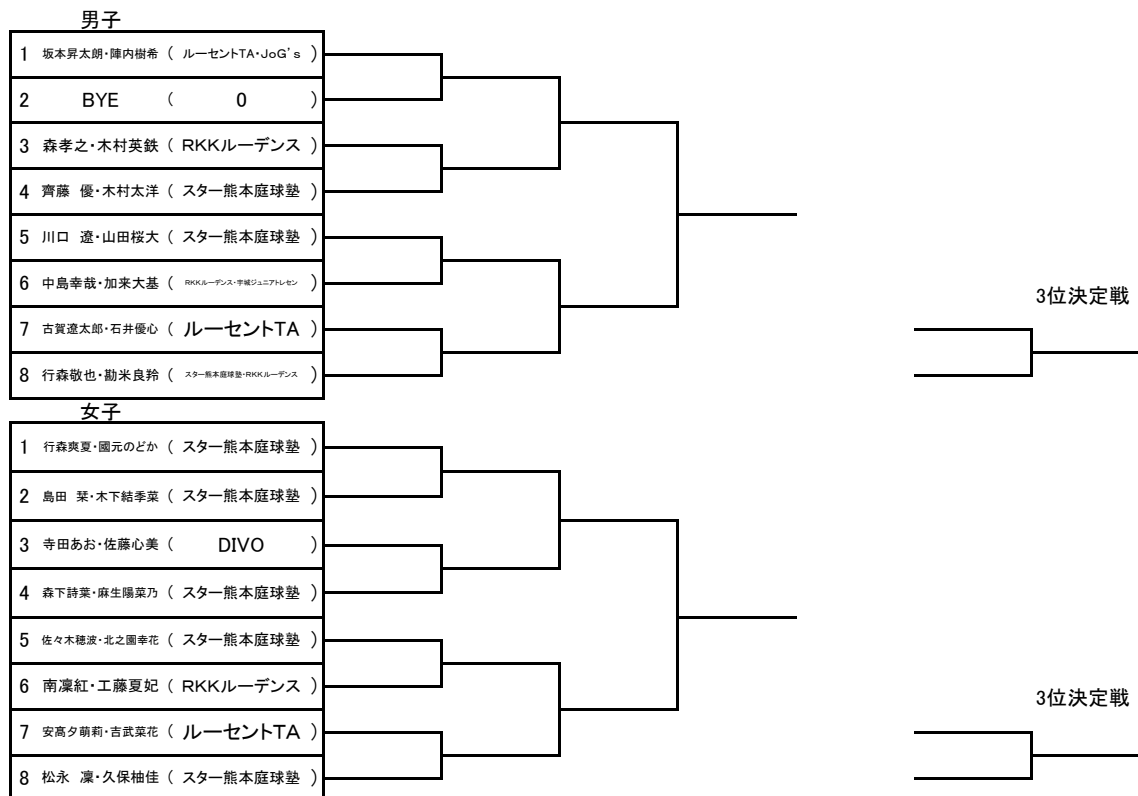 男子
1 坂本昇太朗・陣内樹希 ( ルーセントTA・JoG's )
2 BYE ( 0 )
3 森孝之・木村英鉄 ( RKKルーデンス )
4 齊藤 優・木村太洋 ( スター熊本庭球塾 )
5 川口 遼・山田桜大 ( スター熊本庭球塾 )
6 中島幸哉・加来大基 ( RKKルーデンス・宇城ジュニアトレセン )
7 古賀遼太郎・石井優心 ( ルーセントTA )
8 行森敬也・勘米良羚 ( スター熊本庭球塾・RKKルーデンス )
3位決定戦
女子
1 行森爽夏・國元のどか ( スター熊本庭球塾 )
2 島田 栞・木下結季菜 ( スター熊本庭球塾 )
3 寺田あお・佐藤心美 ( DIVO )
4 森下詩葉・麻生陽菜乃 ( スター熊本庭球塾 )
5 佐々木穂波・北之園幸花 ( スター熊本庭球塾 )
6 南凜紅・工藤夏妃 ( RKKルーデンス )
7 安髙夕萌莉・吉武菜花 ( ルーセントTA )
8 松永 凜・久保柚佳 ( スター熊本庭球塾 )
3位決定戦